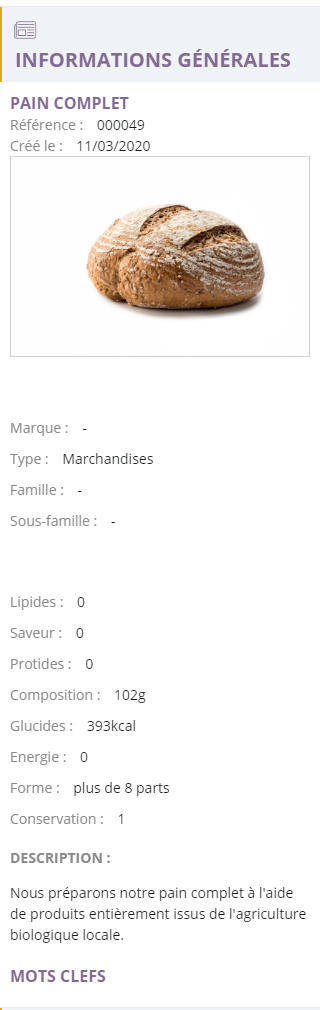 INFORMATIONS GÉNÉRALES
PAIN COMPLET
Référence : 000049
Créé le : 11/03/2020
Marque : -
Type : Marchandises
Famille : -
Sous-famille : -
Lipides : 0
Saveur : 0
Protides : 0
Composition : 102g
Glucides : 393kcal
Energie : 0
Forme : plus de 8 parts
Conservation : 1
DESCRIPTION :
Nous préparons notre pain complet à l'aide
de produits entièrement issus de l'agriculture
biologique locale.
MOTS CLEFS